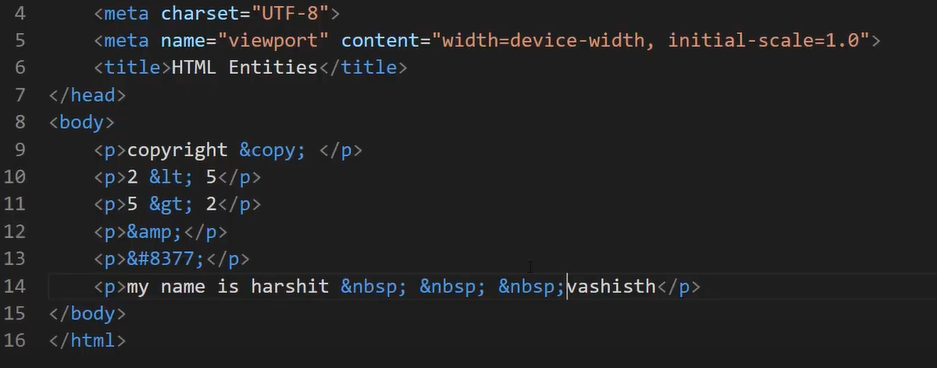 4 <meta charset="UTF-8">
5 <meta name="viewport" content="width=device-width, initial-scale=1.0">
6 <title>HTML Entities</title>
7 </head>
8 <body>
9 <p>copyright &copy; </p>
10 <p>2 &lt; 5</p>
11 <p>5 &gt; 2</p>
12 <p>&amp;</p>
13 <p>&#8377;</p>
14 <p>my name is harshit &nbsp; &nbsp; &nbsp;vashisth</p>
15 </body>
16 </html>